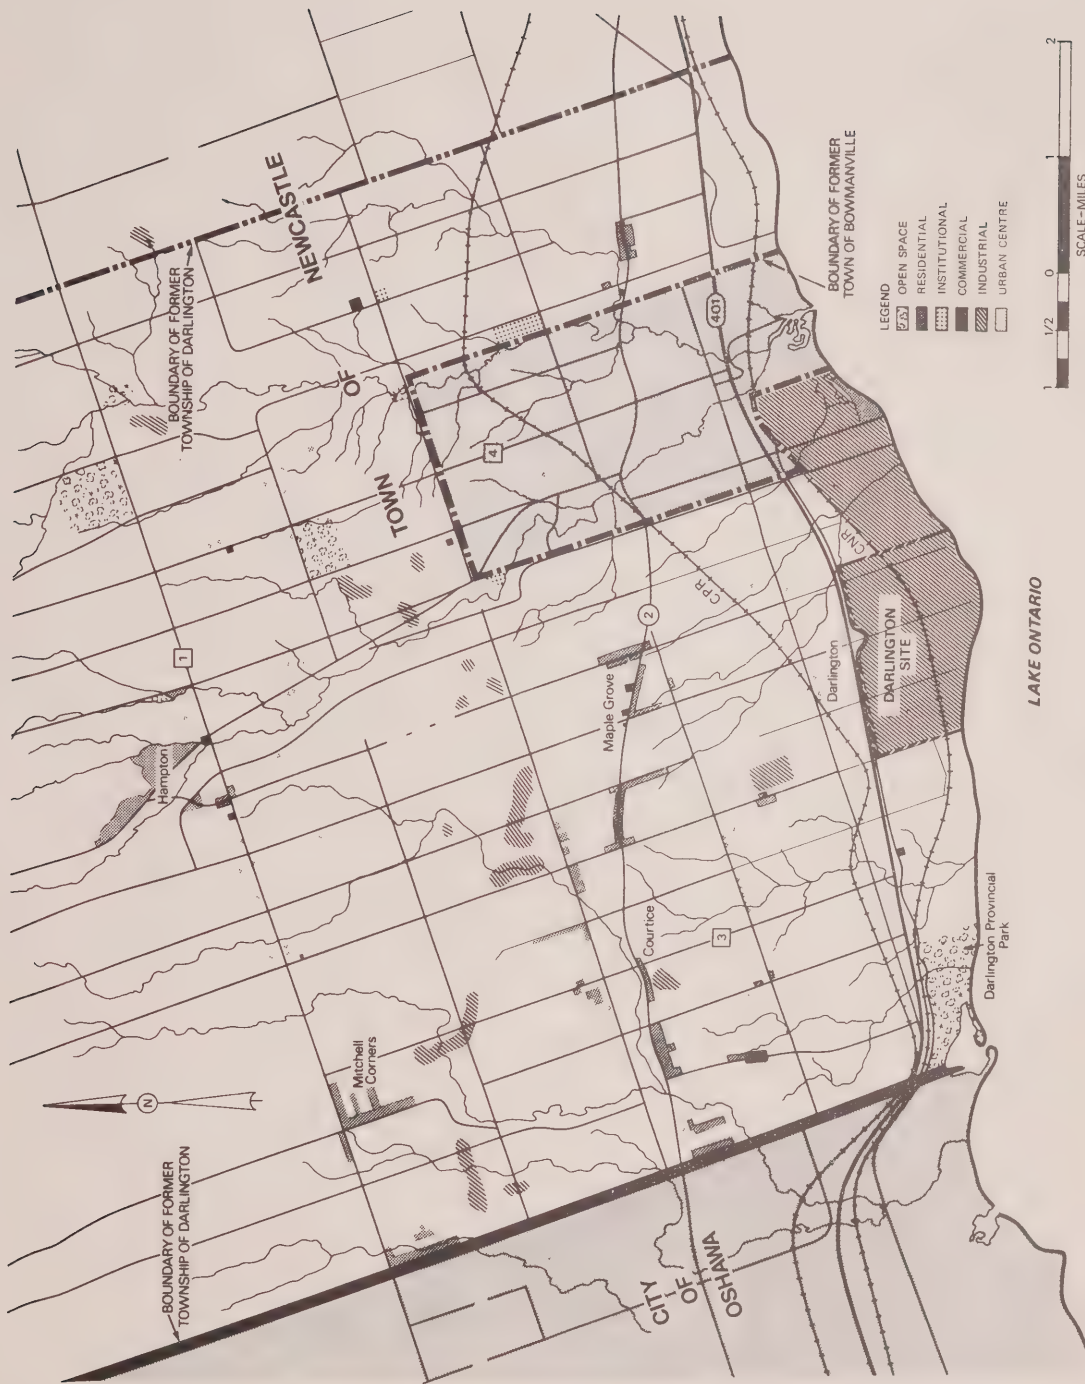 BOUNDARY OF FORMER
TOWNSHIP OF DARLINGTON
N
Mitchell
Corners
Hampton
1
BOUNDARY OF FORMER
TOWNSHIP OF DARLINGTON
TOWN
OF
NEWCASTLE
4
CITY
OF
OSHAWA
Courtice
3
Maple Grove
2
CPR
Darlington
DARLINGTON
SITE
CNR
401
Darlington Provincial
Park
LAKE ONTARIO
BOUNDARY OF FORMER
TOWN OF BOWMANVILLE
LEGEND
OPEN SPACE
RESIDENTIAL
INSTITUTIONAL
COMMERCIAL
INDUSTRIAL
URBAN CENTRE
1 1/2 0 1 2
SCALE-MILES